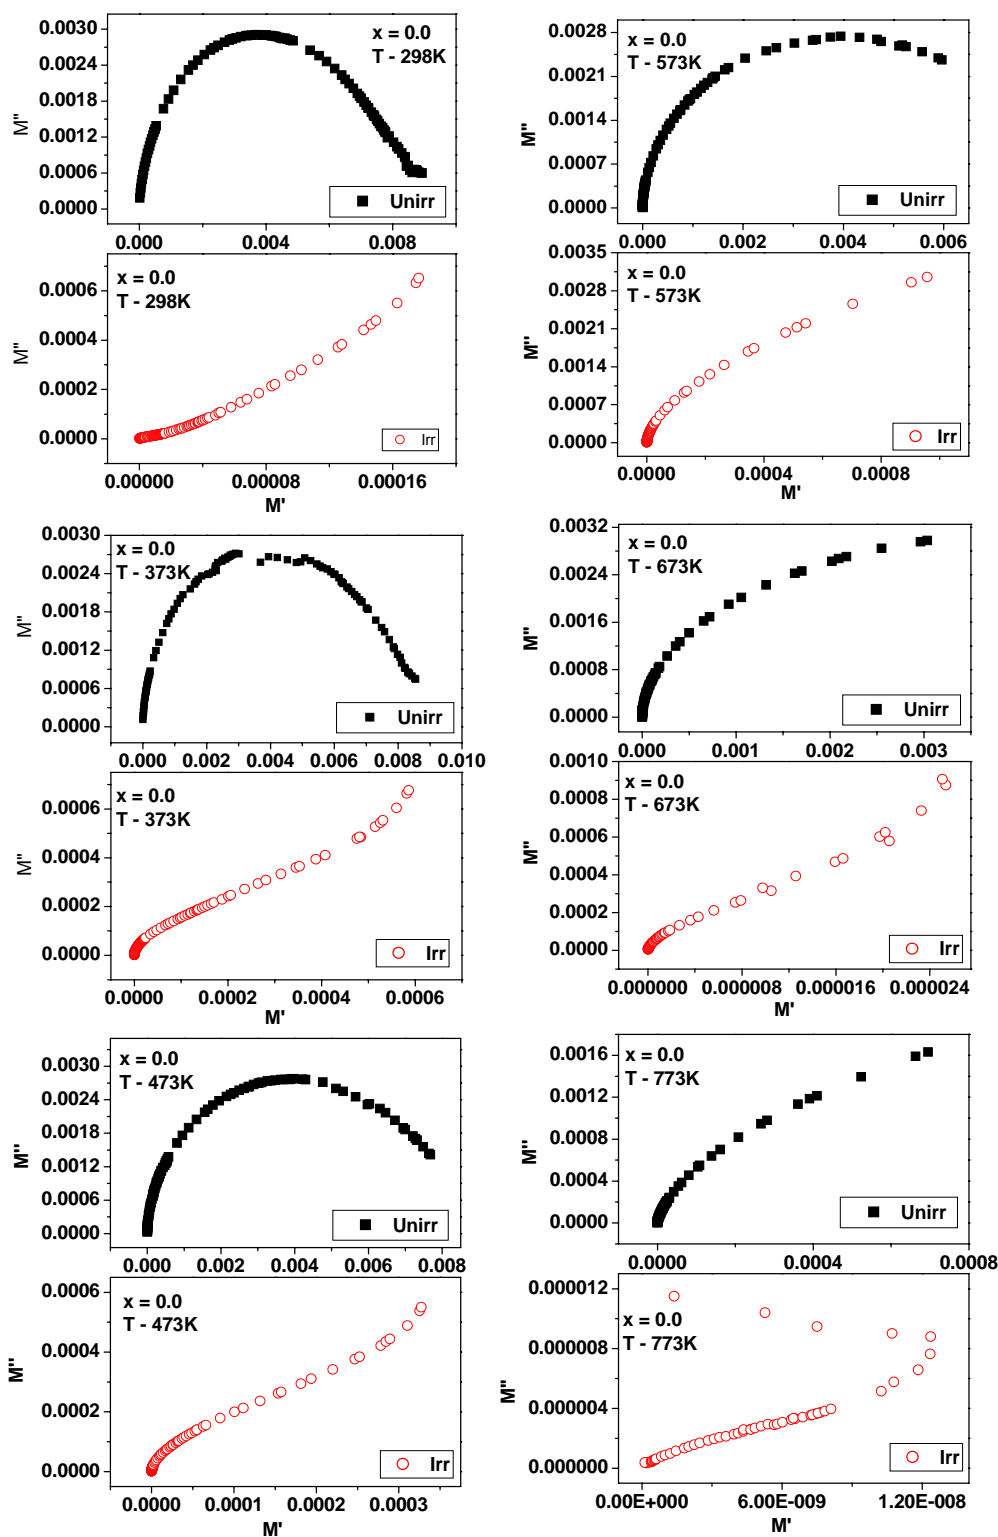 0.0030
0.0024
0.0018
0.0012
0.0006
0.0000
M''
x = 0.0
T - 298K
Unirr
0.000
0.004
0.008
0.0028
0.0021
0.0014
0.0007
0.0000
M''
x = 0.0
T - 573K
Unirr
0.000
0.002
0.004
0.006
0.0006
0.0004
0.0002
0.0000
M''
x = 0.0
T - 298K
Irr
0.00000
0.00008
0.00016
M'
0.0035
0.0028
0.0021
0.0014
0.0007
0.0000
M''
x = 0.0
T - 573K
Irr
0.0000
0.0004
0.0008
M'
0.0030
0.0024
0.0018
0.0012
0.0006
0.0000
M''
x = 0.0
T - 373K
Unirr
0.000
0.002
0.004
0.006
0.008
0.010
0.0032
0.0024
0.0016
0.0008
0.0000
M''
x = 0.0
T - 673K
Unirr
0.000
0.001
0.002
0.003
0.0006
0.0004
0.0002
0.0000
M''
x = 0.0
T - 373K
Irr
0.0000
0.0002
0.0004
0.0006
M'
0.0010
0.0008
0.0006
0.0004
0.0002
0.0000
M''
x = 0.0
T - 673K
Irr
0.000000
0.000008
0.000016
0.000024
M'
0.0030
0.0024
0.0018
0.0012
0.0006
0.0000
M''
x = 0.0
T - 473K
Unirr
0.000
0.002
0.004
0.006
0.008
0.0016
0.0012
0.0008
0.0004
0.0000
M''
x = 0.0
T - 773K
Unirr
0.0000
0.0004
0.0008
0.0006
0.0004
0.0002
0.0000
M''
x = 0.0
T - 473K
Irr
0.0000
0.0001
0.0002
0.0003
M'
0.000012
0.000008
0.000004
0.000000
M''
x = 0.0
T - 773K
Irr
0.00E+000
6.00E-009
1.20E-008
M'